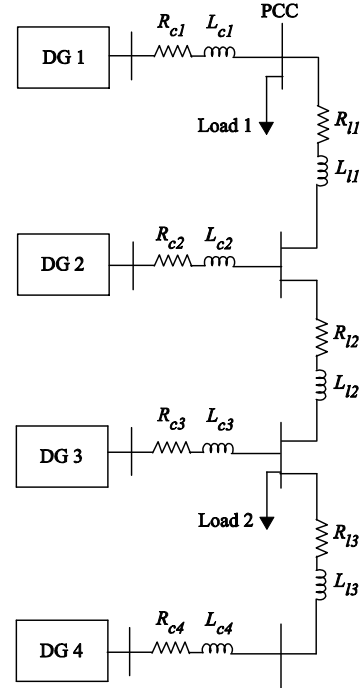 PCC
R_c1 L_c1
DG 1
Load 1
R_l1
L_l1
R_c2 L_c2
DG 2
R_l2
L_l2
R_c3 L_c3
DG 3
Load 2
R_l3
L_l3
R_c4 L_c4
DG 4